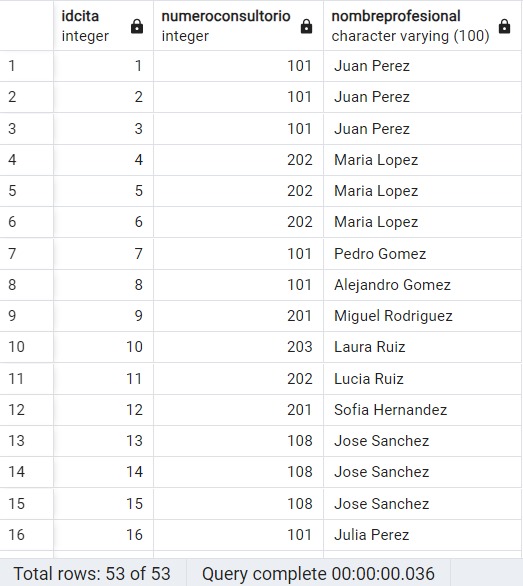 idcita numeroconsultorio nombreprofesional
integer integer character varying (100)
1 1 101 Juan Perez
2 2 101 Juan Perez
3 3 101 Juan Perez
4 4 202 Maria Lopez
5 5 202 Maria Lopez
6 6 202 Maria Lopez
7 7 101 Pedro Gomez
8 8 101 Alejandro Gomez
9 9 201 Miguel Rodriguez
10 10 203 Laura Ruiz
11 11 202 Lucia Ruiz
12 12 201 Sofia Hernandez
13 13 108 Jose Sanchez
14 14 108 Jose Sanchez
15 15 108 Jose Sanchez
16 16 101 Julia Perez
Total rows: 53 of 53 Query complete 00:00:00.036